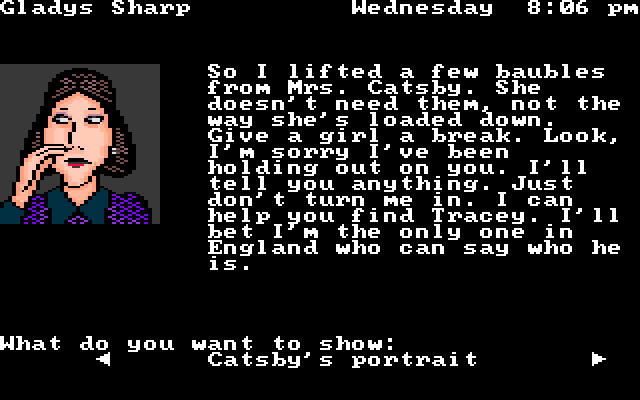 Gladys Sharp Wednesday 8:06 pm
So I lifted a few baubles
from Mrs. Catsby. She
doesn't need them, not the
way she's loaded down.
Give a girl a break. Look,
I'm sorry I've been
holding out on you. I'll
tell you anything. Just
don't turn me in. I can
help you find Tracey. I'll
bet I'm the only one in
England who can say who he
is.
What do you want to show:
Catsby's portrait